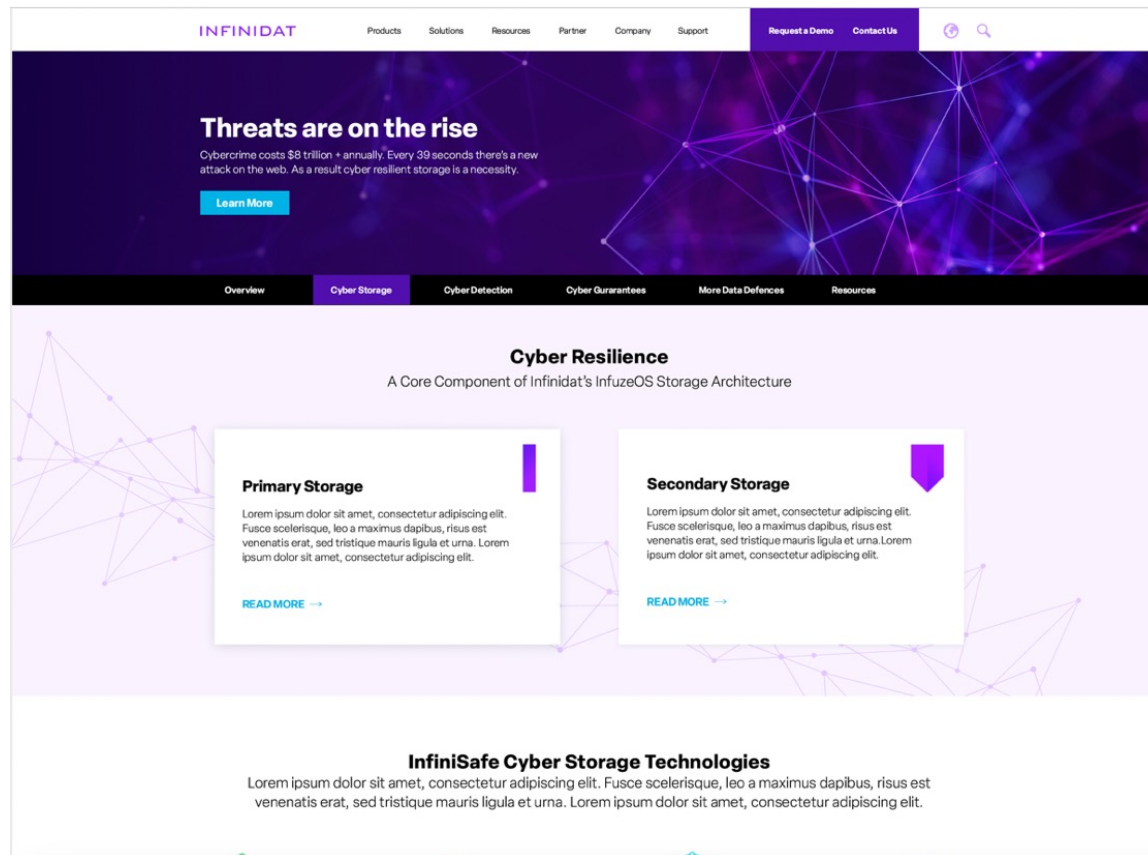 INFINIDAT
Products Solutions Resources Partner Company Support Request a Demo Contact Us
Threats are on the rise
Cybercrime costs $8 trillion + annually. Every 39 seconds there's a new
attack on the web. As a result cyber resilient storage is a necessity.
Learn More
Overview Cyber Storage Cyber Detection Cyber Gurarantees More Data Defences Resources
Cyber Resilience
A Core Component of Infinidat's InfuzeOS Storage Architecture
Primary Storage
Lorem ipsum dolor sit amet, consectetur adipiscing elit.
Fusce scelerisque, leo a maximus dapibus, risus est
venenatis erat, sed tristique mauris ligula et urna. Lorem
ipsum dolor sit amet, consectetur adipiscing elit.
READ MORE →
Secondary Storage
Lorem ipsum dolor sit amet, consectetur adipiscing elit.
Fusce scelerisque, leo a maximus dapibus, risus est
venenatis erat, sed tristique mauris ligula et urna.Lorem
ipsum dolor sit amet, consectetur adipiscing elit.
READ MORE →
InfiniSafe Cyber Storage Technologies
Lorem ipsum dolor sit amet, consectetur adipiscing elit. Fusce scelerisque, leo a maximus dapibus, risus est
venenatis erat, sed tristique mauris ligula et urna. Lorem ipsum dolor sit amet, consectetur adipiscing elit.